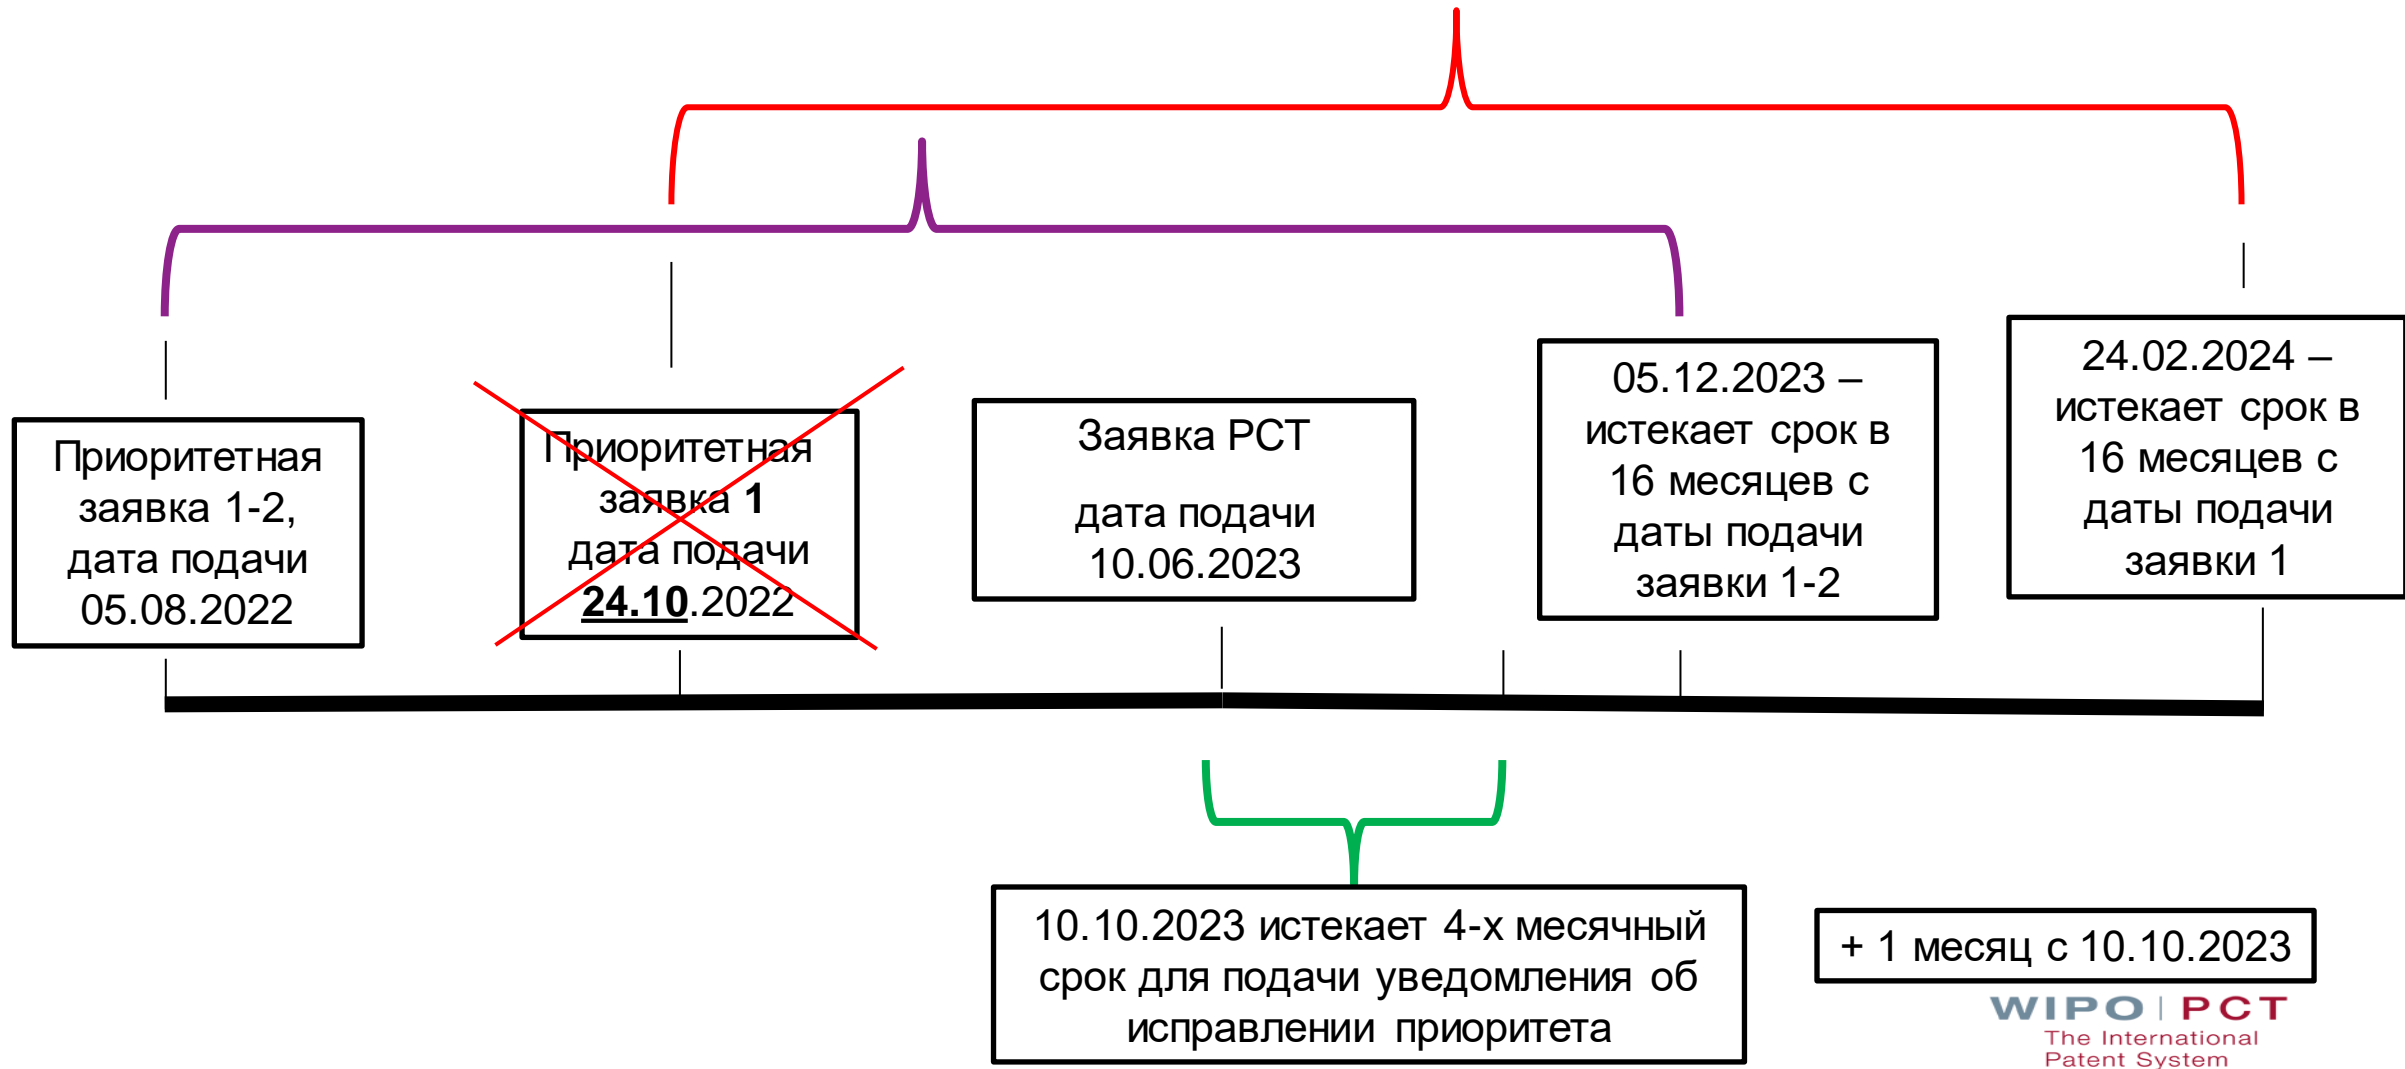 Приоритетная
заявка 1-2,
дата подачи
05.08.2022
Приоритетная
заявка 1
дата подачи
24.10.2022
Заявка PCT
дата подачи
10.06.2023
05.12.2023 –
истекает срок в
16 месяцев с
даты подачи
заявки 1-2
24.02.2024 –
истекает срок в
16 месяцев с
даты подачи
заявки 1
10.10.2023 истекает 4-х месячный
срок для подачи уведомления об
исправлении приоритета
+ 1 месяц с 10.10.2023
WIPO | PCT
The International
Patent System